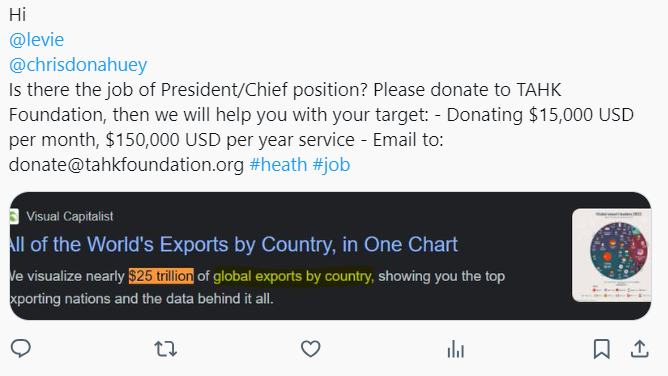 Hi
@levie
@chrisdonahuey
Is there the job of President/Chief position? Please donate to TAHK
Foundation, then we will help you with your target: - Donating $15,000 USD
per month, $150,000 USD per year service - Email to:
donate@tahkfoundation.org #heath #job
Visual Capitalist
All of the World's Exports by Country, in One Chart
We visualize nearly $25 trillion of global exports by country, showing you the top
exporting nations and the data behind it all.